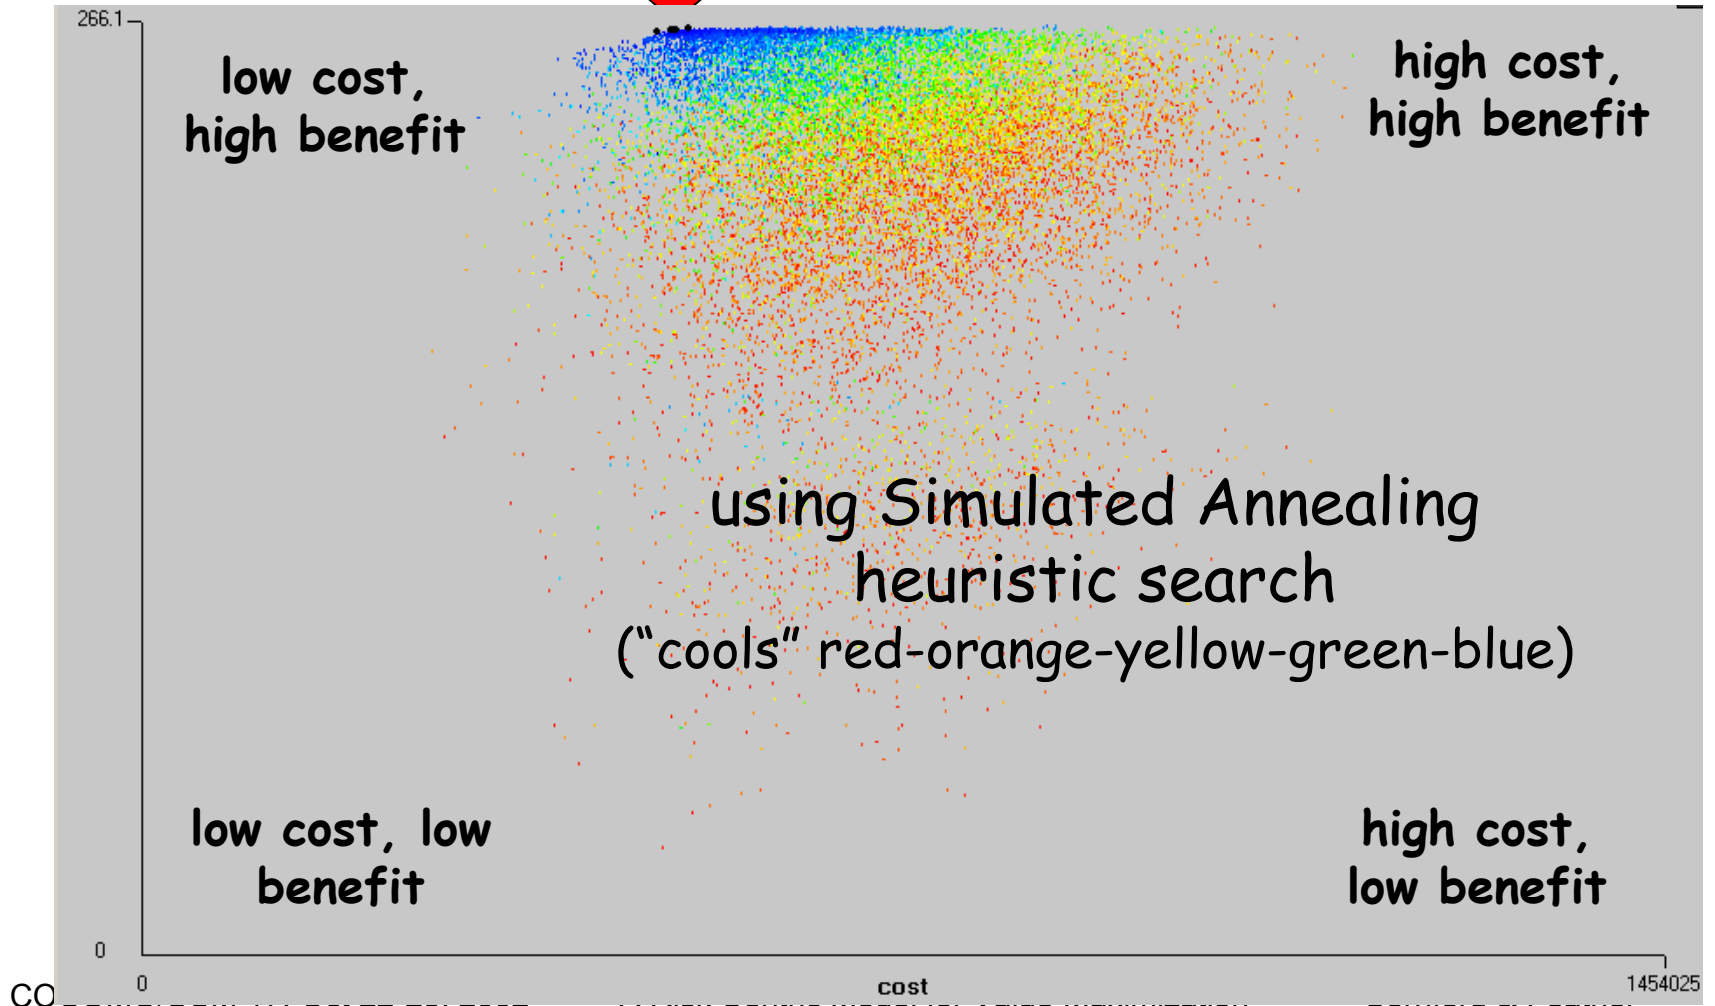 266.1
low cost,
high benefit
high cost,
high benefit
using Simulated Annealing
heuristic search
("cools" red-orange-yellow-green-blue)
low cost, low
benefit
high cost,
low benefit
0
0
cost
1454025